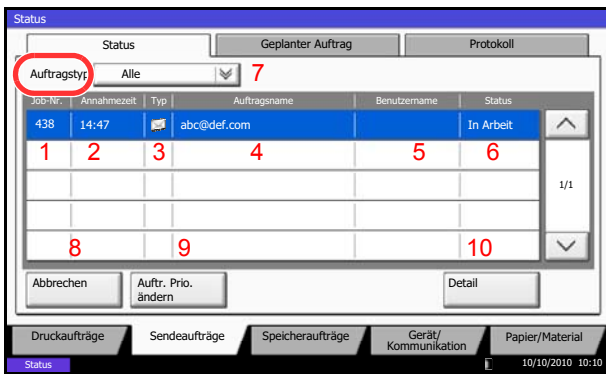 Status
Status Geplanter Auftrag Protokoll
Auftragstyp Alle 7
Job-Nr. Annahmezeit Typ Auftragsname Benutzername Status
438 14:47 abc@def.com In Arbeit
1 2 3 4 5 6
1/1
8 9 10
Abbrechen Auftr. Prio. ändern Detail
Druckaufträge Sendeaufträge Speicheraufträge Gerät/ Kommunikation Papier/Material
Status 10/10/2010 10:10